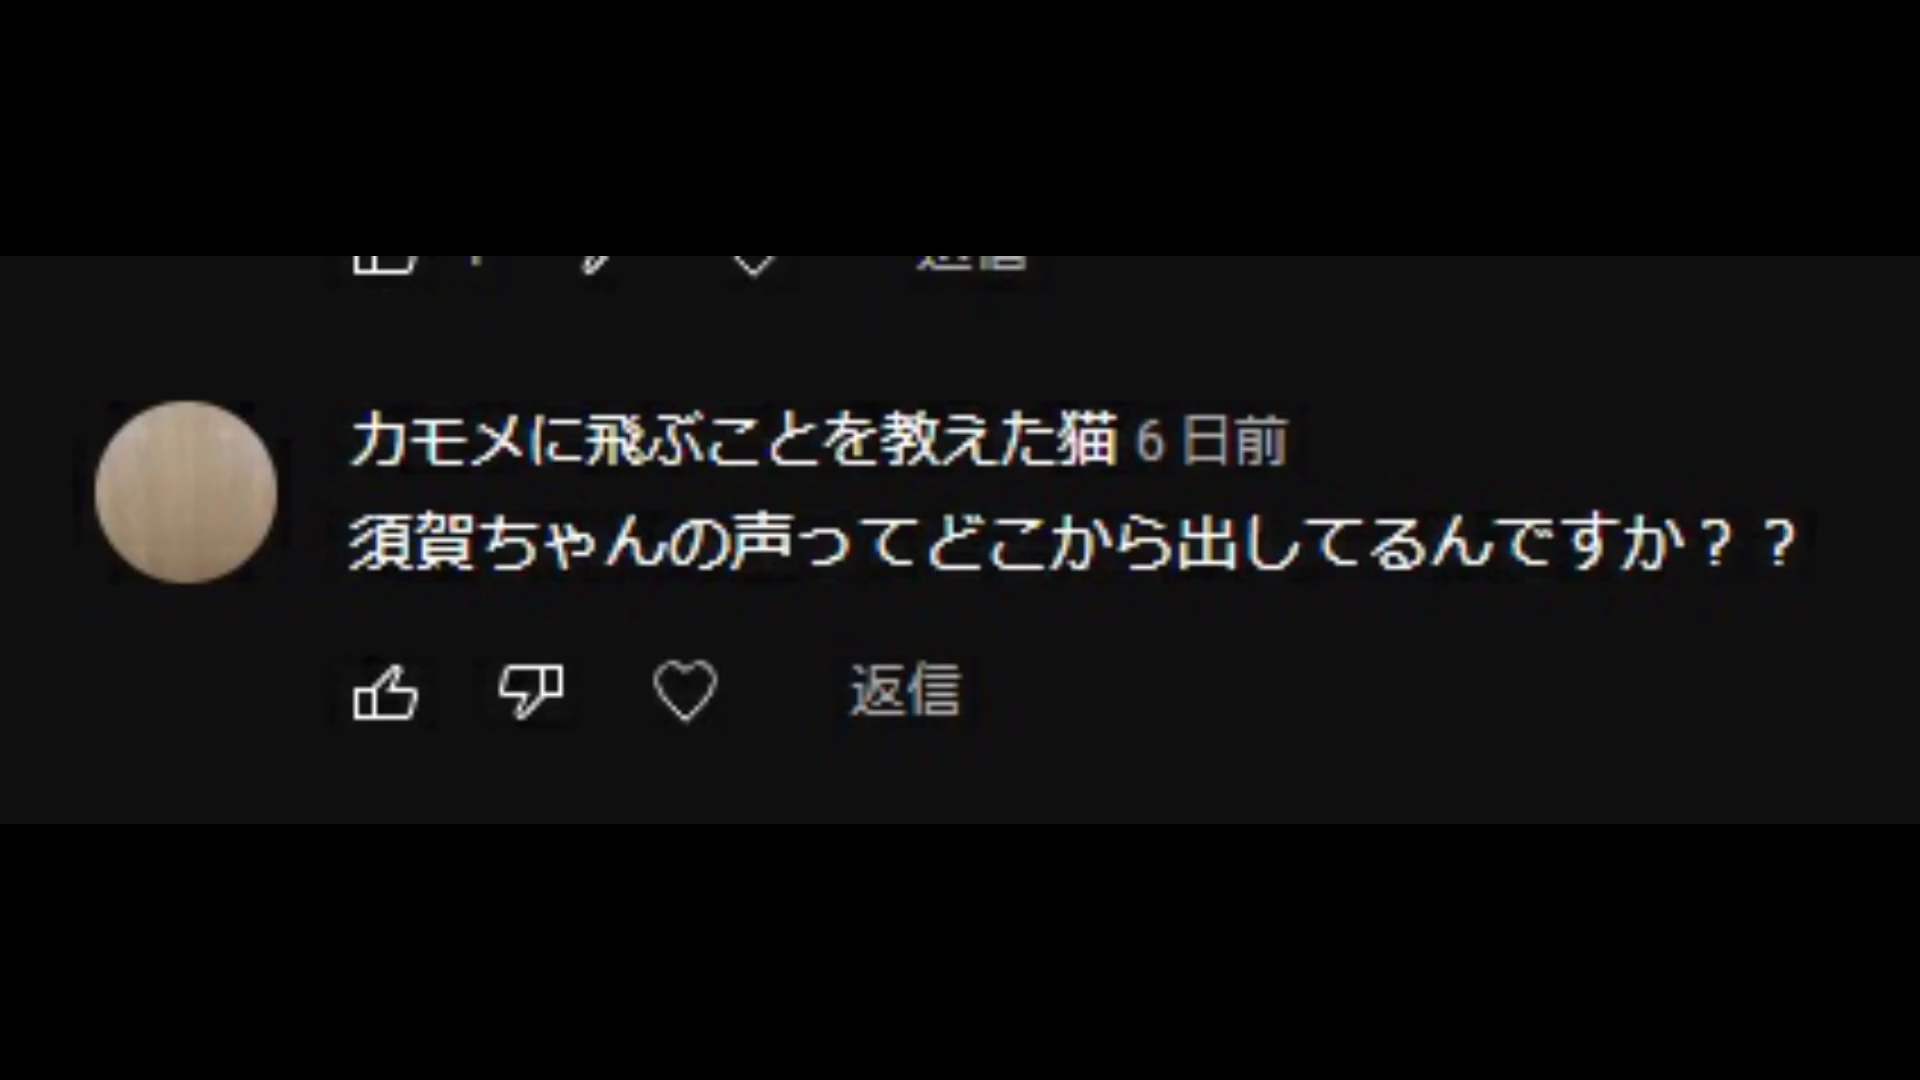 カモメに飛ぶことを教えた猫 6 日前
須賀ちゃんの声ってどこから出してるんですか？？
返信